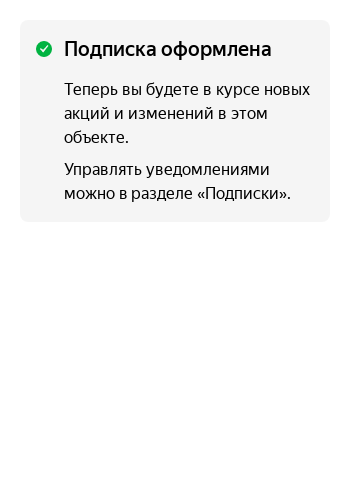 Подписка оформлена
Теперь вы будете в курсе новых
акций и изменений в этом
объекте.
Управлять уведомлениями
можно в разделе «Подписки».